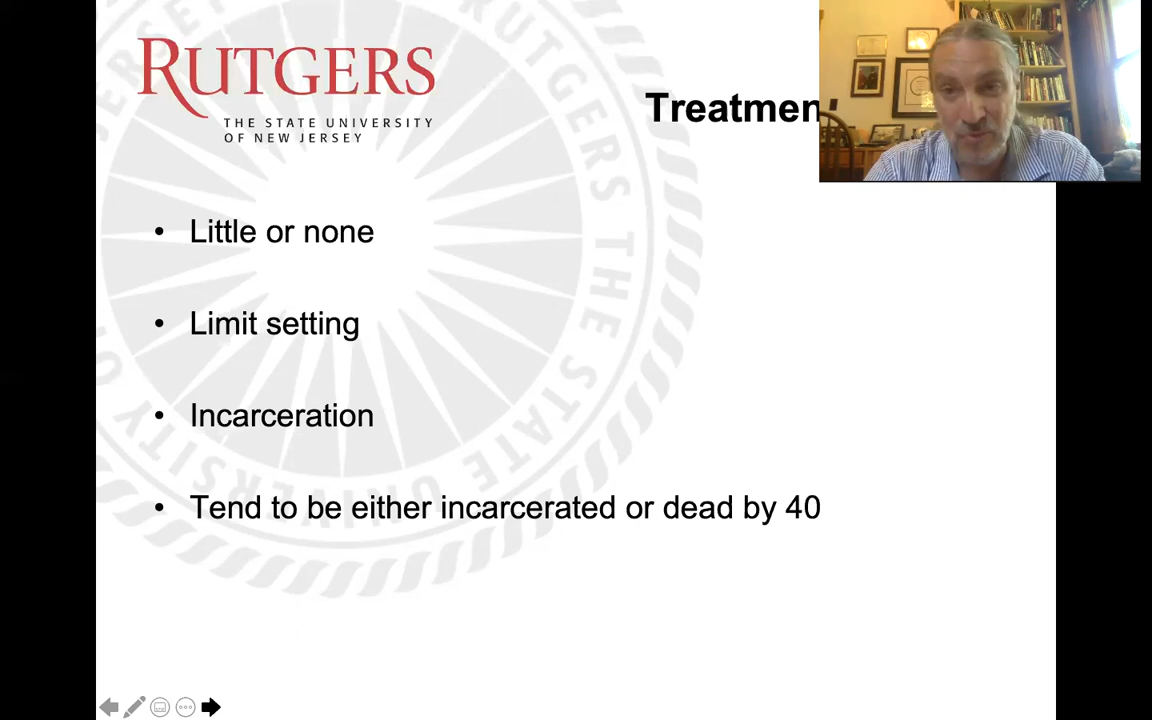 RUTGERS
THE STATE UNIVERSITY
OF NEW JERSEY
Treatmen
• Little or none
• Limit setting
• Incarceration
• Tend to be either incarcerated or dead by 40